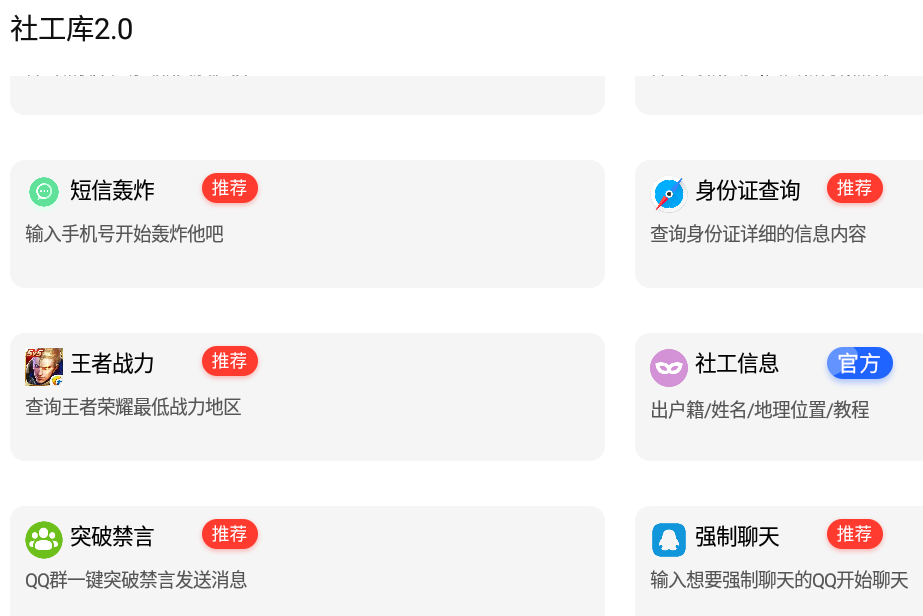 社工库2.0
短信轰炸 推荐
输入手机号开始轰炸他吧
身份证查询 推荐
查询身份证详细的信息内容
王者战力 推荐
查询王者荣耀最低战力地区
社工信息 官方
出户籍/姓名/地理位置/教程
突破禁言 推荐
QQ群一键突破禁言发送消息
强制聊天 推荐
输入想要强制聊天的QQ开始聊天